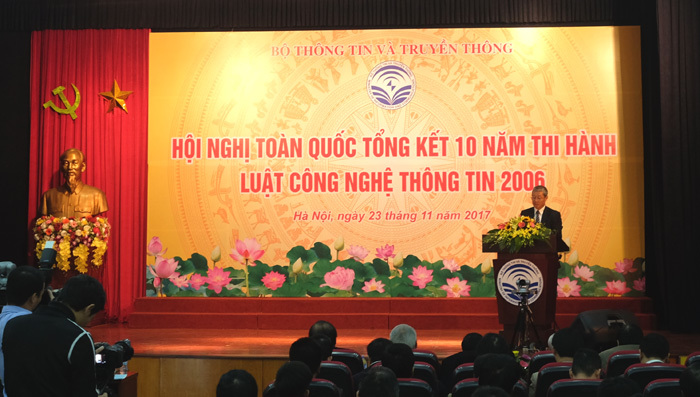 BỘ THÔNG TIN VÀ TRUYỀN THÔNG
HỘI NGHỊ TOÀN QUỐC TỔNG KẾT 10 NĂM THI HÀNH
LUẬT CÔNG NGHỆ THÔNG TIN 2006
Hà Nội, ngày 23 tháng 11 năm 2017